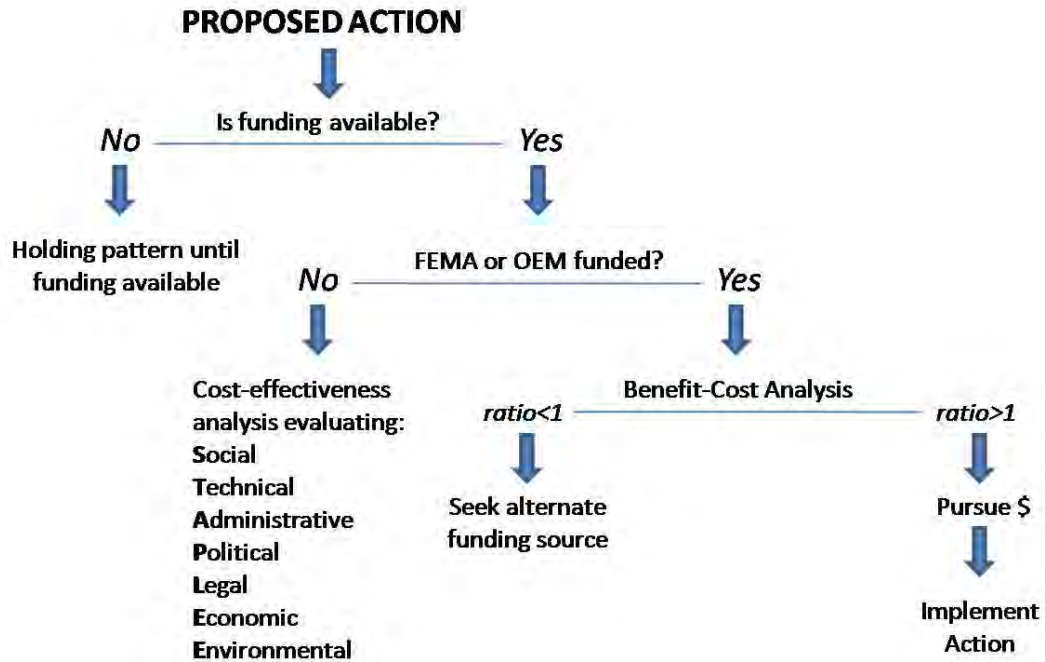 PROPOSED ACTION
Is funding available?
No
Yes
Holding pattern until
funding available
FEMA or OEM funded?
No
Yes
Cost-effectiveness
analysis evaluating:
Social
Technical
Administrative
Political
Legal
Economic
Environmental
Benefit-Cost Analysis
ratio<1
ratio>1
Seek alternate
funding source
Pursue $
Implement
Action